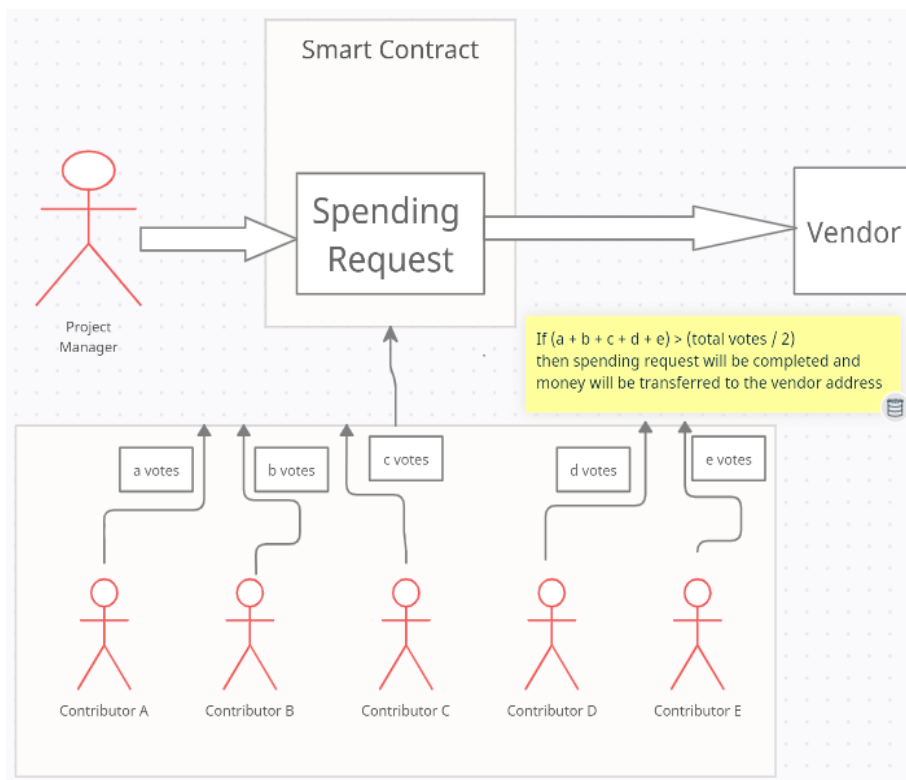 Smart Contract
Spending
Request
Vendor
Project
Manager
If (a + b + c + d + e) > (total votes / 2)
then spending request will be completed and
money will be transferred to the vendor address
a votes
b votes
c votes
d votes
e votes
Contributor A
Contributor B
Contributor C
Contributor D
Contributor E